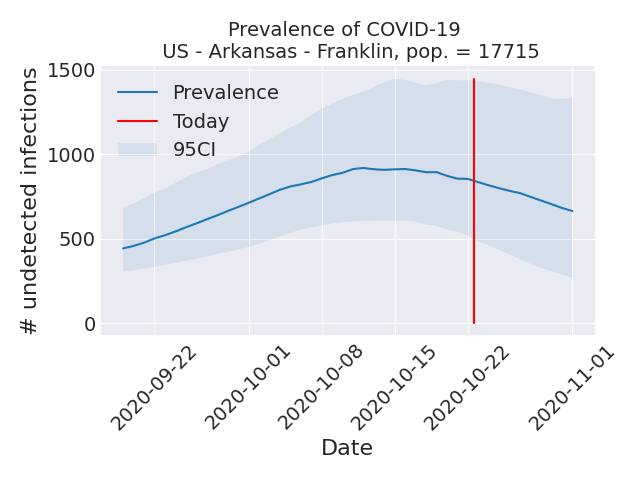 Prevalence of COVID-19
US - Arkansas - Franklin, pop. = 17715
# undetected infections
1500
1000
500
0
Prevalence
Today
95CI
2020-09-22
2020-10-01
2020-10-08
2020-10-15
2020-10-22
2020-11-01
Date